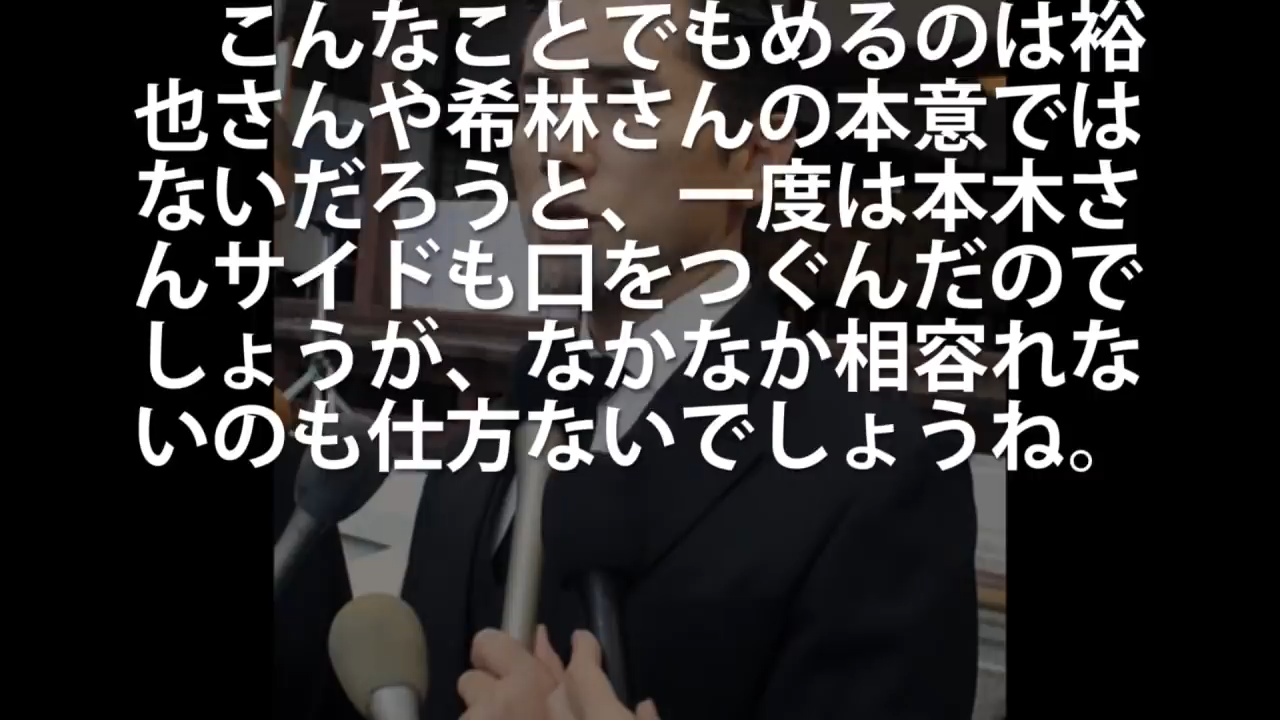 こんなことでもめるのは裕
也さんや希林さんの本意では
ないだろうと、一度は本木さ
んサイドも口をつぐんだので
しょうが、なかなか相容れな
いのも仕方ないでしょうね。